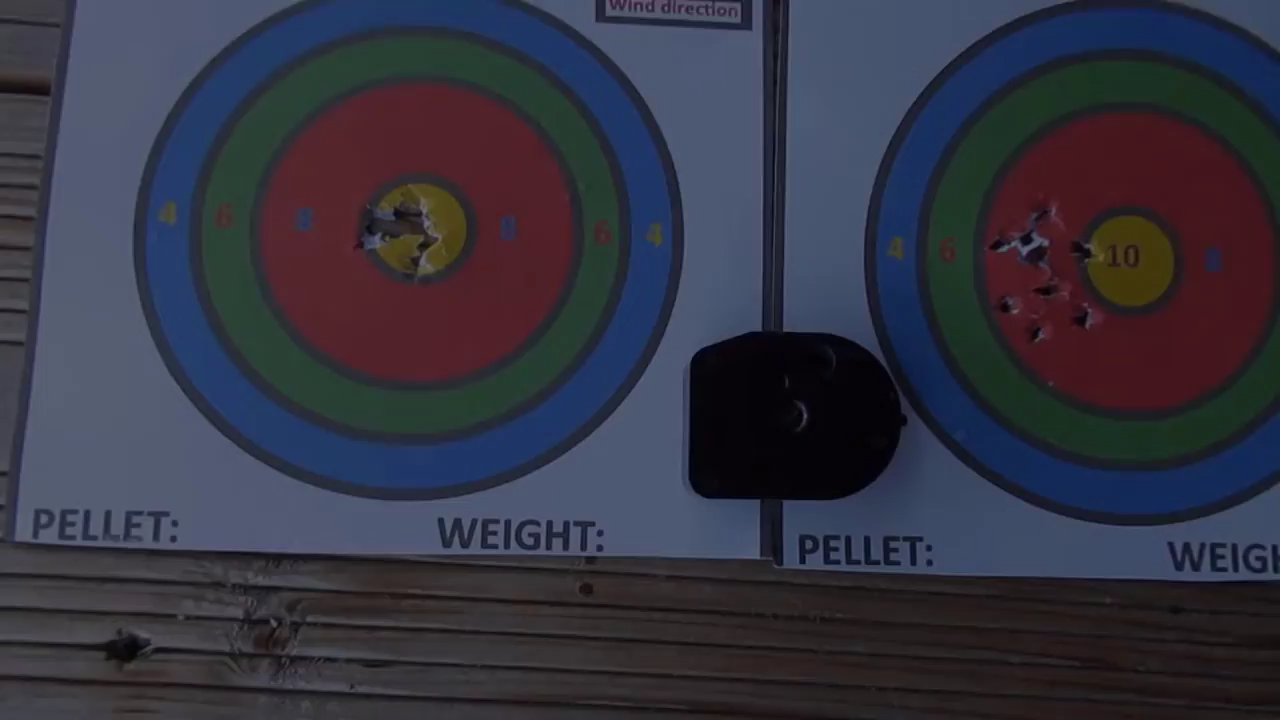 Wind direction
4 6 8 8 6 4
4 6 10 8
PELLET: WEIGHT:
PELLET: WEIGH